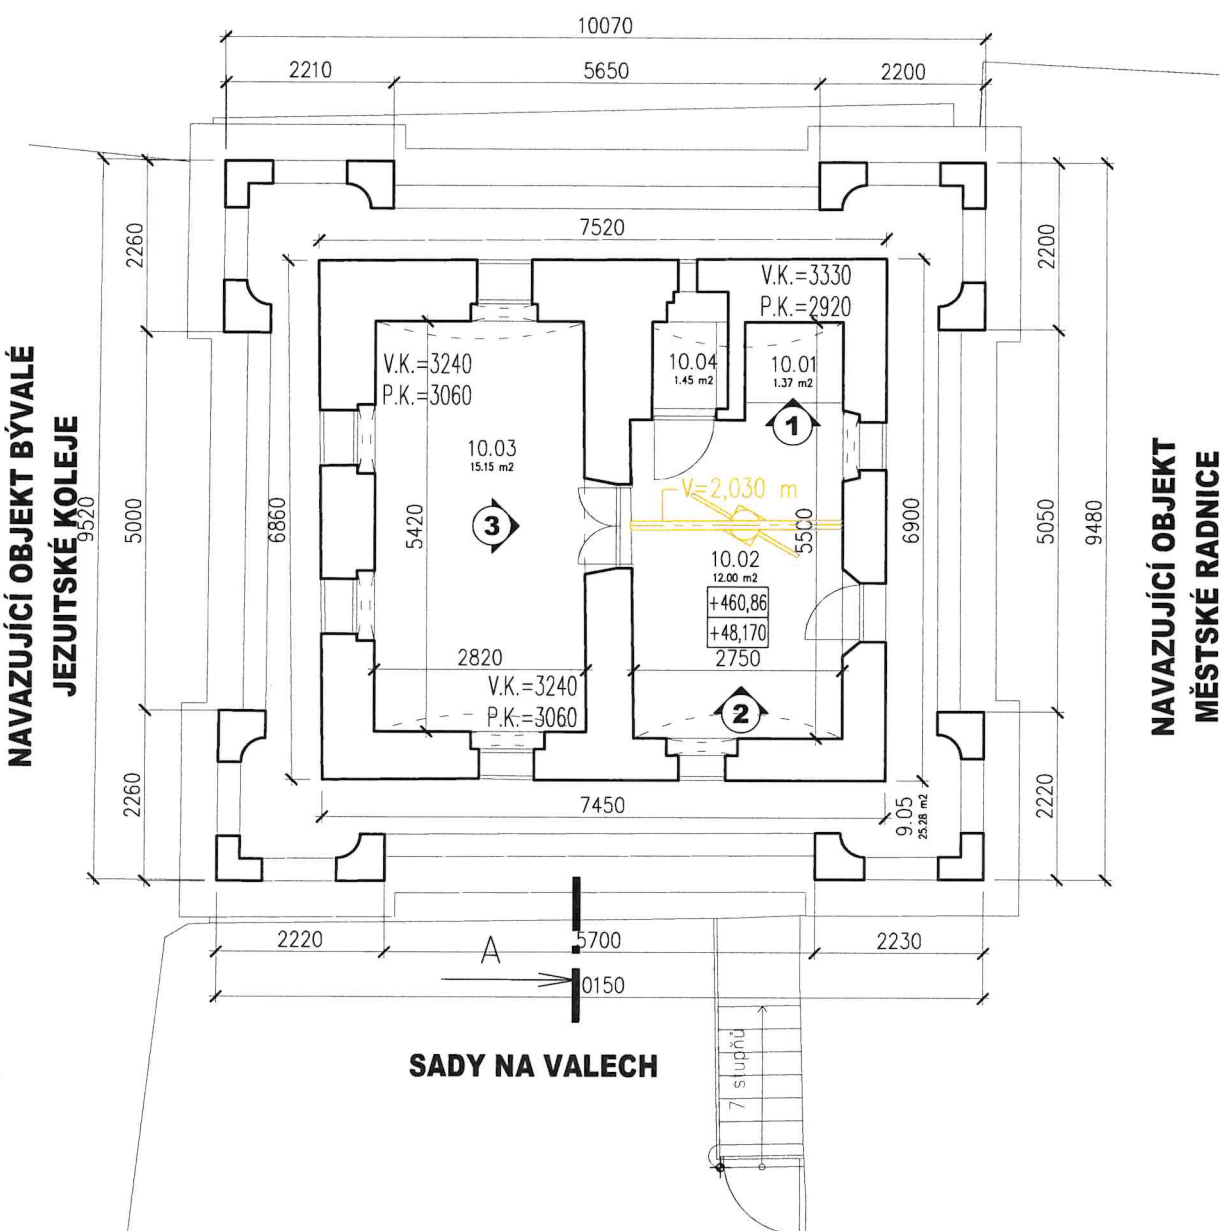 10070
2210
5650
2200
7520
V.K.=3330
P.K.=2920
2260
2200
V.K.=3240
P.K.=3060
10.04
1.45 m2
10.01
1.37 m2
1
10.03
15.15 m2
V=2,030 m
NAVAZUJÍCÍ OBJEKT BÝVALÉ
JEZUITSKÉ KOLEJE
9520
5000
6860
5420
3
5500
6900
5050
9480
NAVAZUJÍCÍ OBJEKT
MĚSTSKÉ RADNICE
10.02
12.00 m2
+460,86
+48,170
2820
2750
V.K.=3240
P.K.=3060
2
2260
7450
9.05
25.28 m2
2220
2220
5700
2230
A
0150
SADY NA VALECH
7 stupňů